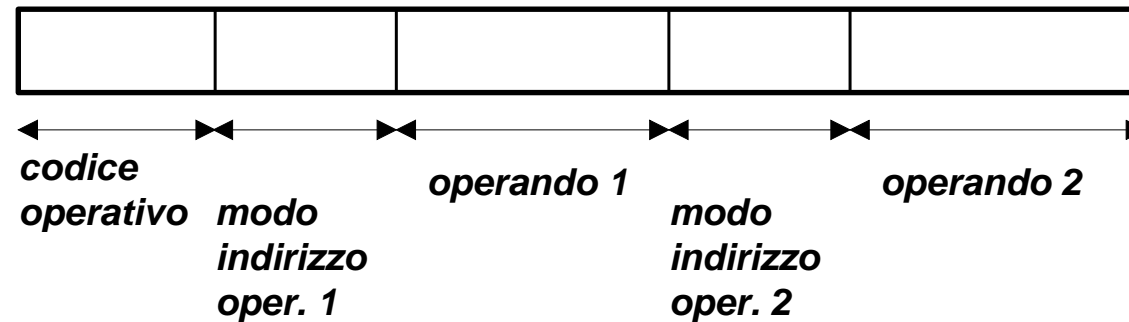 codice
operativo
modo
indirizzo
oper. 1
operando 1
modo
indirizzo
oper. 2
operando 2